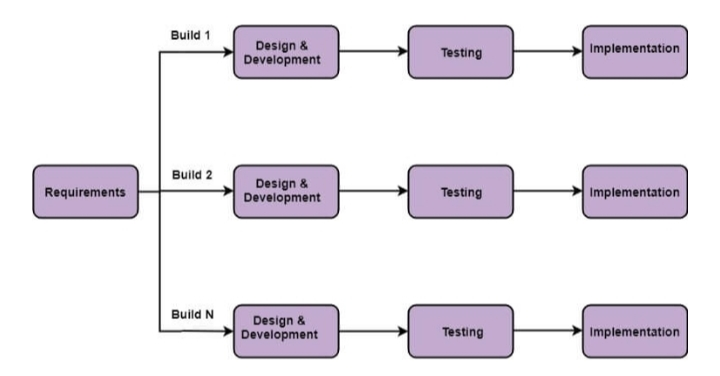 Build 1
Design &
Development
Testing
Implementation
Requirements
Build 2
Design &
Development
Testing
Implementation
Build N
Design &
Development
Testing
Implementation